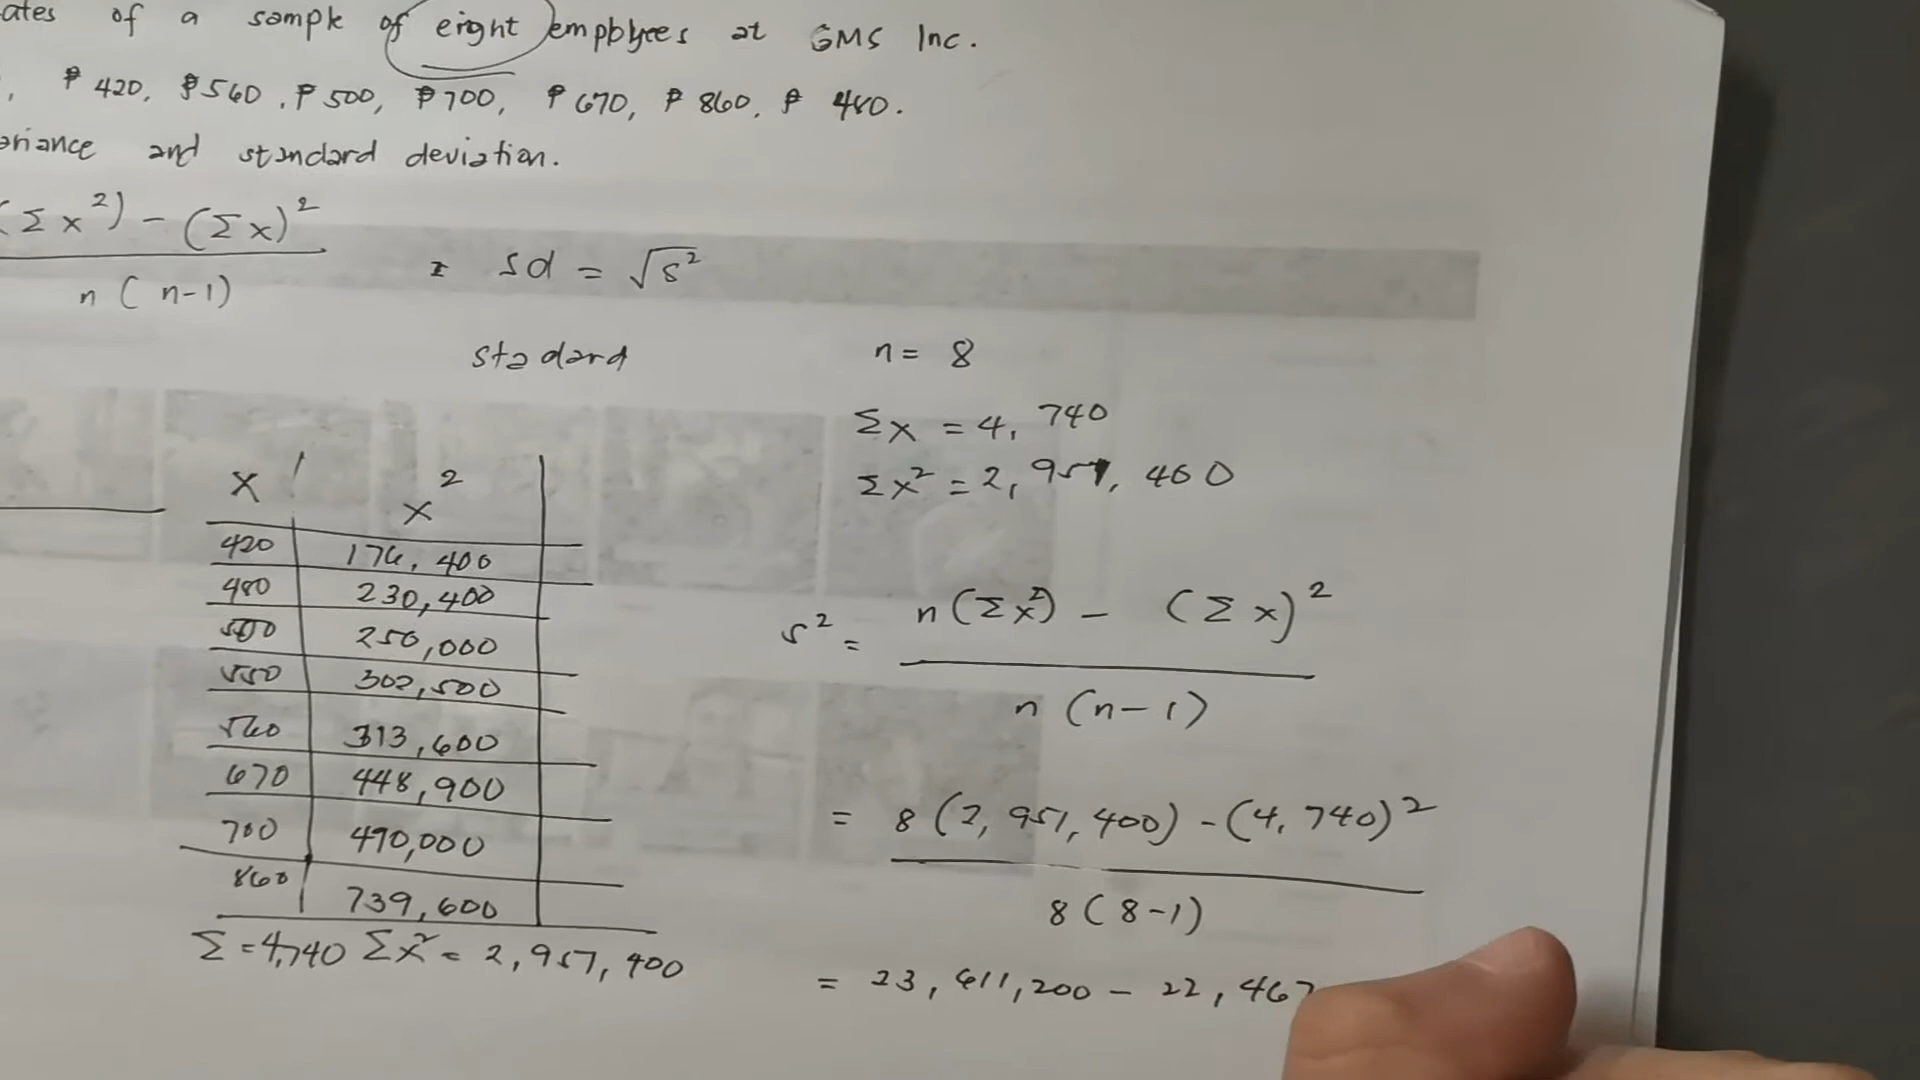 ates of a sample of eight employees at GMS Inc.
, ₱420, ₱560, ₱500, ₱700, ₱670, ₱860, ₱480.
ariance and standard deviation.
(Σx²) - (Σx)²
n(n-1)
sd = √s²
stadard
n = 8
Σx = 4,740
Σx² = 2,951,400
x x²
420 176,400
480 230,400
500 250,000
550 302,500
560 313,600
670 448,900
700 490,000
860 739,600
Σ = 4,740 Σx² = 2,951,400
s² = n(Σx²) - (Σx)²
n(n-1)
= 8(2,951,400) - (4,740)²
8(8-1)
= 23,611,200 - 22,467